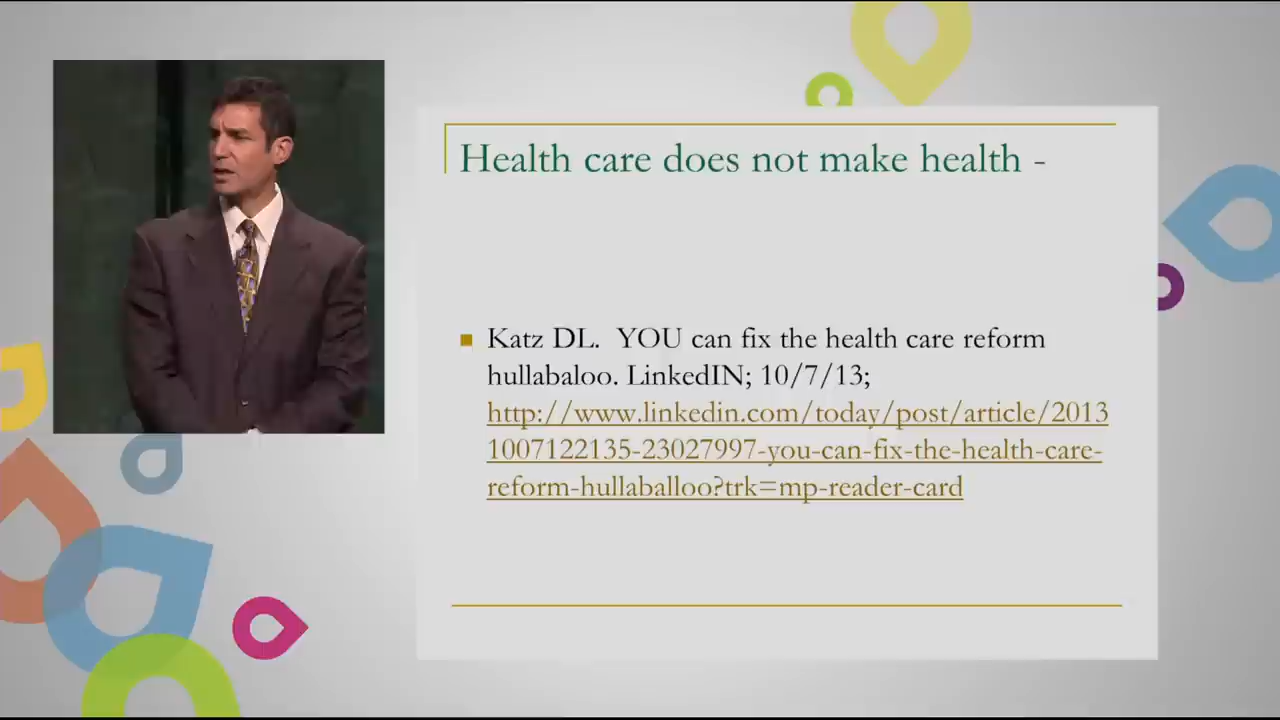 Health care does not make health -
Katz DL. YOU can fix the health care reform
hullabaloo. LinkedIN; 10/7/13;
http://www.linkedin.com/today/post/article/2013
1007122135-23027997-you-can-fix-the-health-care-
reform-hullaballoo?trk=mp-reader-card